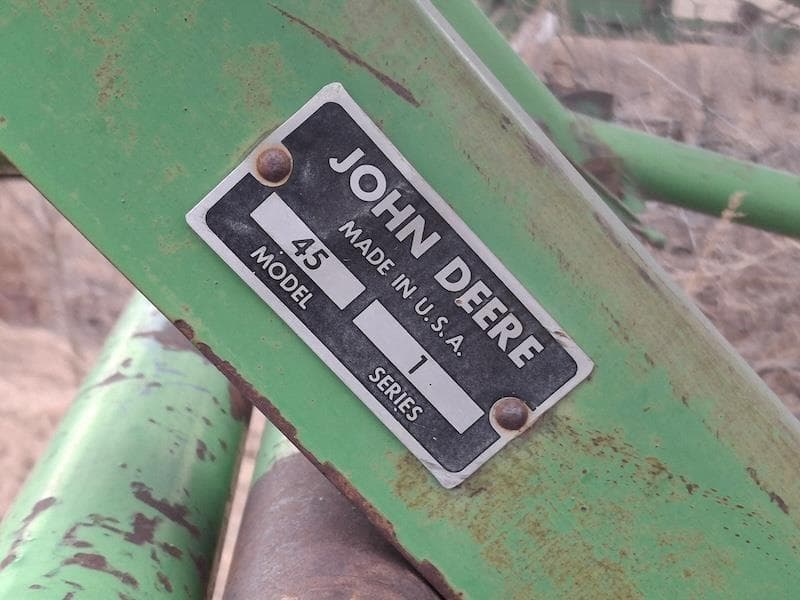 JOHN DEERE
MADE IN U.S.A.
45
MODEL
1
SERIES